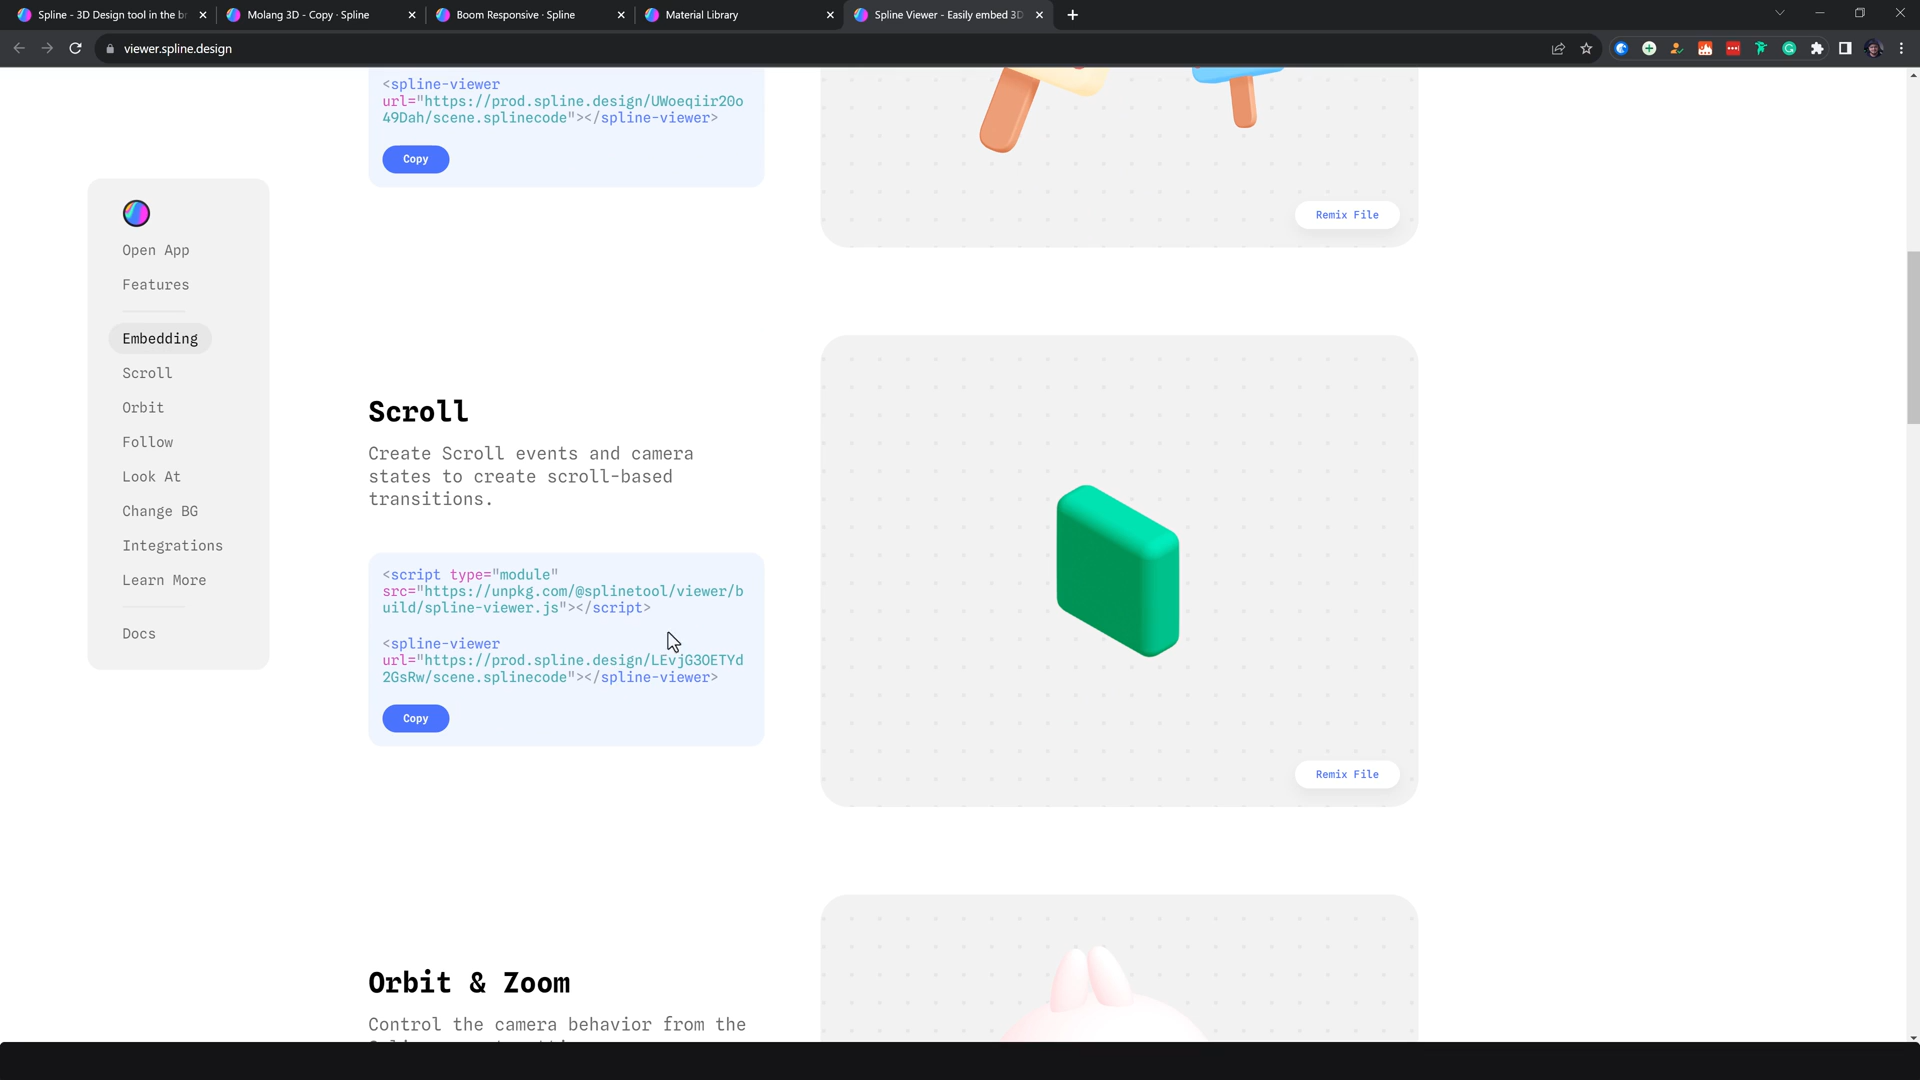 Spline - 3D Design tool in the br
Molang 3D - Copy · Spline
Boom Responsive · Spline
Material Library
Spline Viewer - Easily embed 3D
viewer.spline.design
<spline-viewer
url="https://prod.spline.design/UWoeqiir20o
49Dah/scene.splinecode"></spline-viewer>
Copy
Remix File
Open App
Features
Embedding
Scroll
Orbit
Follow
Look At
Change BG
Integrations
Learn More
Docs
Scroll
Create Scroll events and camera
states to create scroll-based
transitions.
<script type="module"
src="https://unpkg.com/@splinetool/viewer/b
uild/spline-viewer.js"></script>
<spline-viewer
url="https://prod.spline.design/LEvjG3OETYd
2GsRw/scene.splinecode"></spline-viewer>
Copy
Remix File
Orbit & Zoom
Control the camera behavior from the